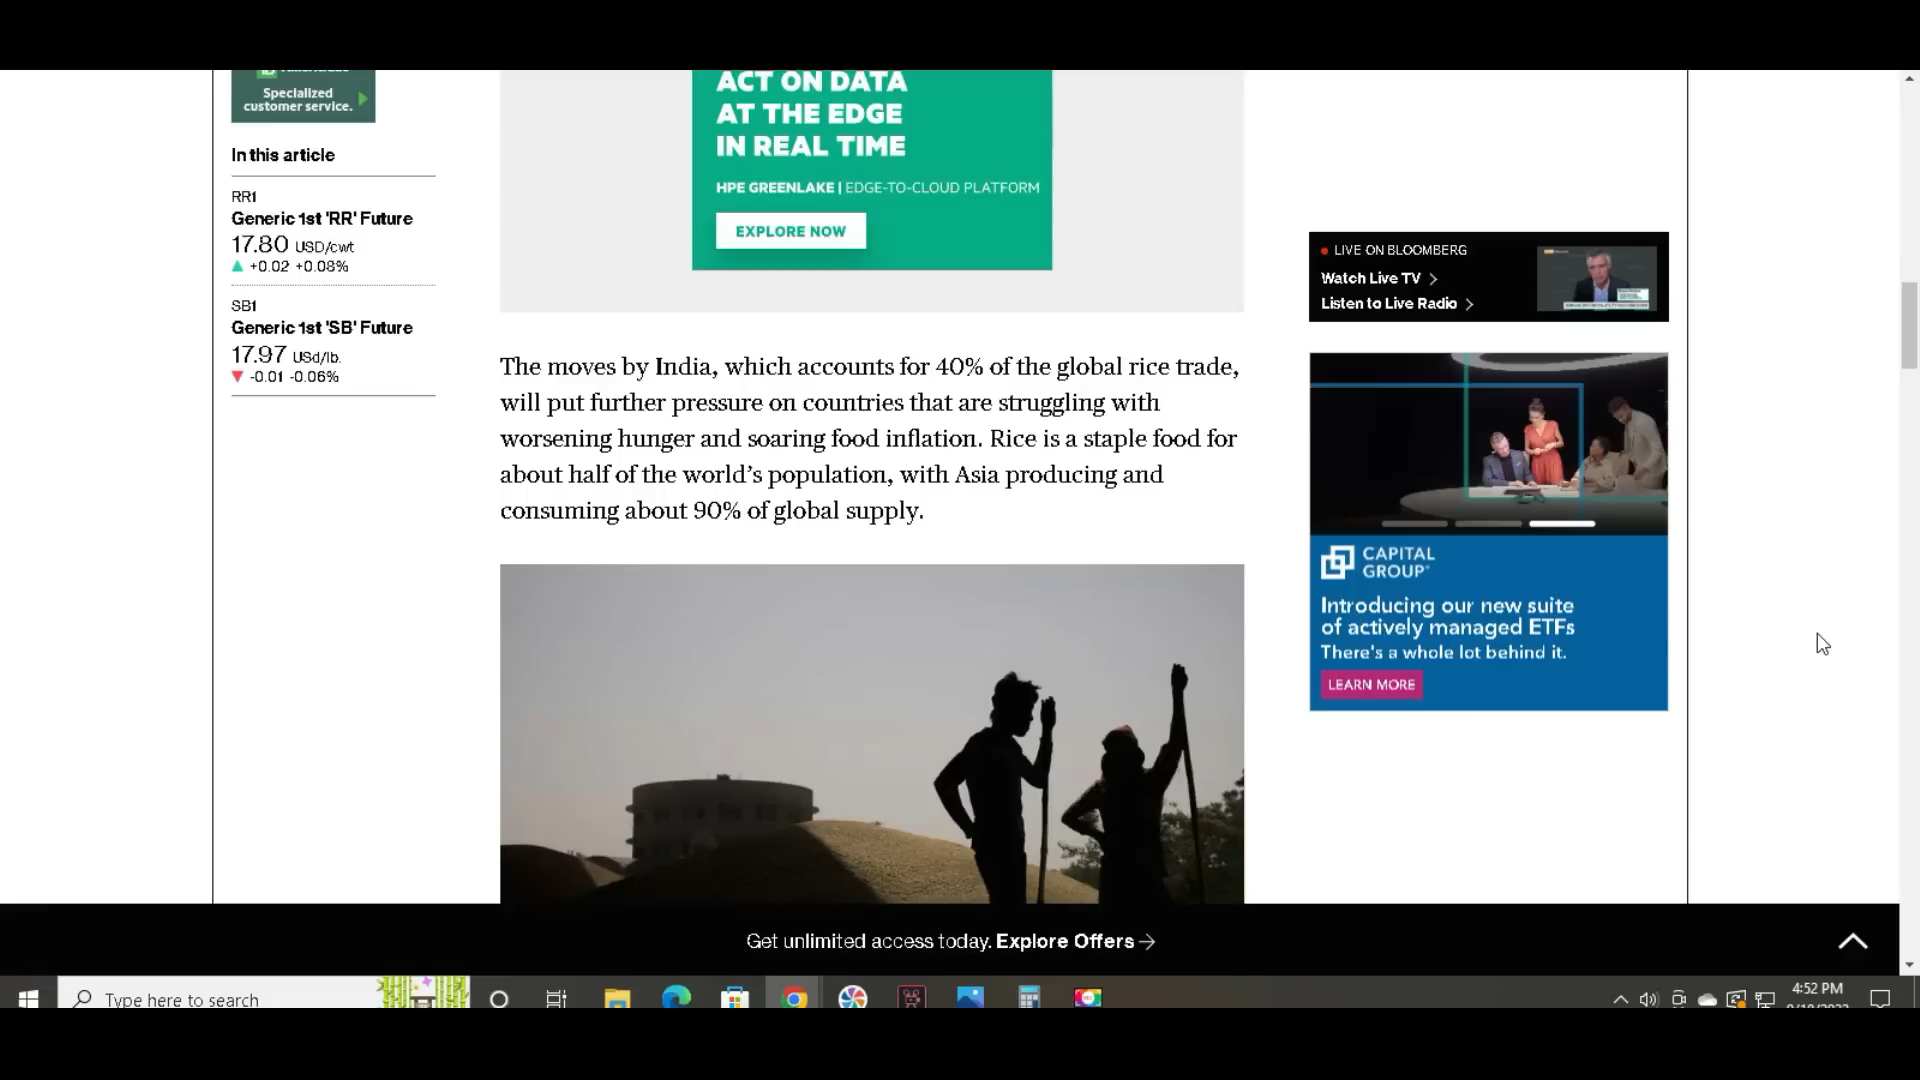 Specialized
customer service.
In this article
RR1
Generic 1st 'RR' Future
17.80 USD/cwt
+0.02 +0.08%
SB1
Generic 1st 'SB' Future
17.97 USd/lb.
-0.01 -0.06%
ACT ON DATA
AT THE EDGE
IN REAL TIME
HPE GREENLAKE | EDGE-TO-CLOUD PLATFORM
EXPLORE NOW
The moves by India, which accounts for 40% of the global rice trade,
will put further pressure on countries that are struggling with
worsening hunger and soaring food inflation. Rice is a staple food for
about half of the world’s population, with Asia producing and
consuming about 90% of global supply.
LIVE ON BLOOMBERG
Watch Live TV
Listen to Live Radio
CAPITAL
GROUP®
Introducing our new suite
of actively managed ETFs
There's a whole lot behind it.
LEARN MORE
Get unlimited access today. Explore Offers
Type here to search
4:52 PM